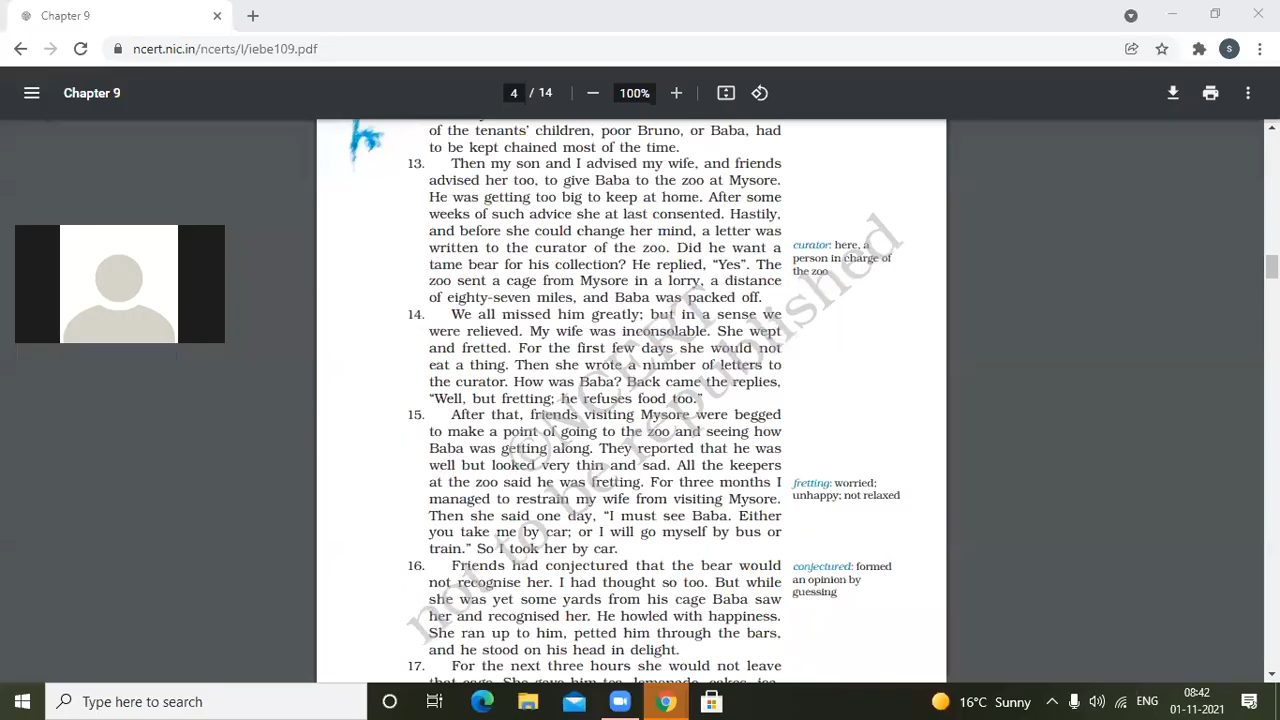 Chapter 9
ncert.nic.in/ncerts/l/iebe109.pdf
S
Chapter 9
4 / 14
100%
of the tenants' children, poor Bruno, or Baba, had
to be kept chained most of the time.
13. Then my son and I advised my wife, and friends
advised her too, to give Baba to the zoo at Mysore.
He was getting too big to keep at home. After some
weeks of such advice she at last consented. Hastily,
and before she could change her mind, a letter was
written to the curator of the zoo. Did he want a
tame bear for his collection? He replied, “Yes”. The
zoo sent a cage from Mysore in a lorry, a distance
of eighty-seven miles, and Baba was packed off.
curator: here, a
person in charge of
the zoo
14. We all missed him greatly; but in a sense we
were relieved. My wife was inconsolable. She wept
and fretted. For the first few days she would not
eat a thing. Then she wrote a number of letters to
the curator. How was Baba? Back came the replies,
“Well, but fretting; he refuses food too.”
15. After that, friends visiting Mysore were begged
to make a point of going to the zoo and seeing how
Baba was getting along. They reported that he was
well but looked very thin and sad. All the keepers
at the zoo said he was fretting. For three months I
managed to restrain my wife from visiting Mysore.
Then she said one day, “I must see Baba. Either
you take me by car; or I will go myself by bus or
train.” So I took her by car.
fretting: worried;
unhappy; not relaxed
16. Friends had conjectured that the bear would
not recognise her. I had thought so too. But while
she was yet some yards from his cage Baba saw
her and recognised her. He howled with happiness.
She ran up to him, petted him through the bars,
and he stood on his head in delight.
conjectured: formed
an opinion by
guessing
17. For the next three hours she would not leave
that cage. She gave him tea, lemonade, cakes, ice
©NCERT
not to be republished
Type here to search
16°C Sunny
ENG
08:42
01-11-2021